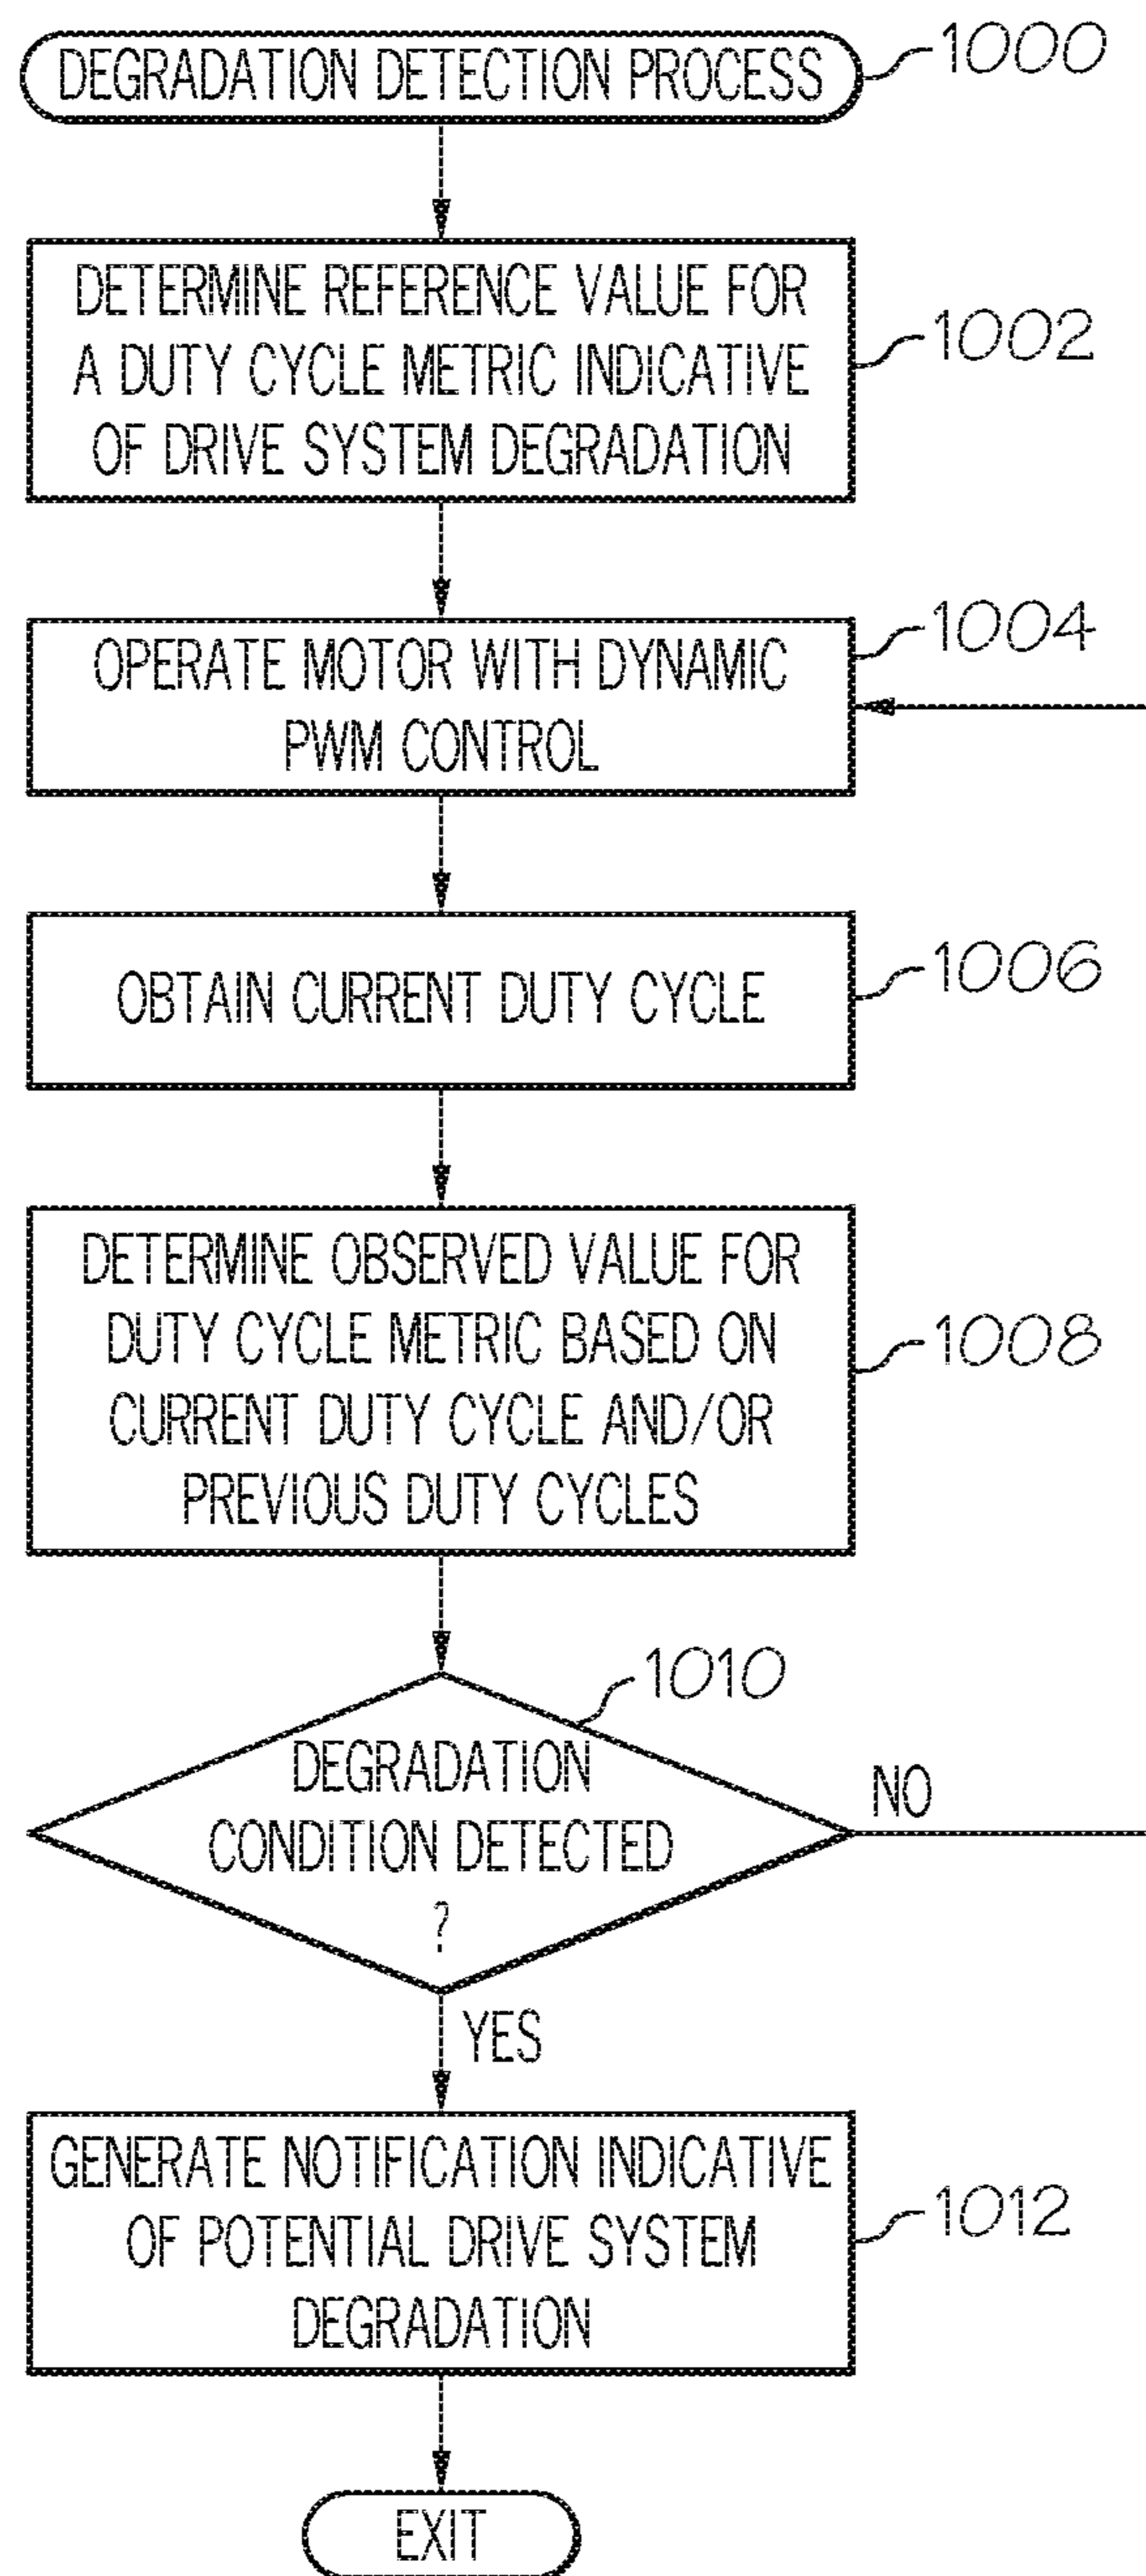 DEGRADATION DETECTION PROCESS
1000
DETERMINE REFERENCE VALUE FOR
A DUTY CYCLE METRIC INDICATIVE
OF DRIVE SYSTEM DEGRADATION
1002
OPERATE MOTOR WITH DYNAMIC
PWM CONTROL
1004
OBTAIN CURRENT DUTY CYCLE
1006
DETERMINE OBSERVED VALUE FOR
DUTY CYCLE METRIC BASED ON
CURRENT DUTY CYCLE AND/OR
PREVIOUS DUTY CYCLES
1008
1010
DEGRADATION
CONDITION DETECTED
?
NO
YES
GENERATE NOTIFICATION INDICATIVE
OF POTENTIAL DRIVE SYSTEM
DEGRADATION
1012
EXIT